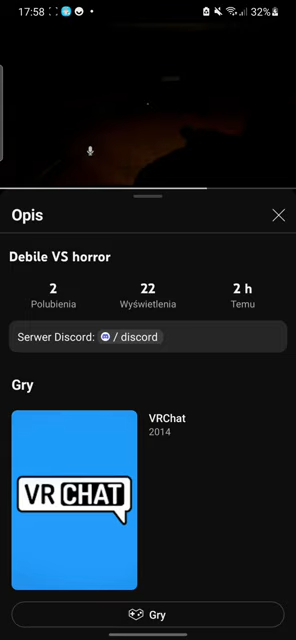 17:58
32%
Opis
Debile VS horror
2
22
2 h
Polubienia
Wyświetlenia
Temu
Serwer Discord: / discord
Gry
VRChat
2014
VR CHAT
Gry